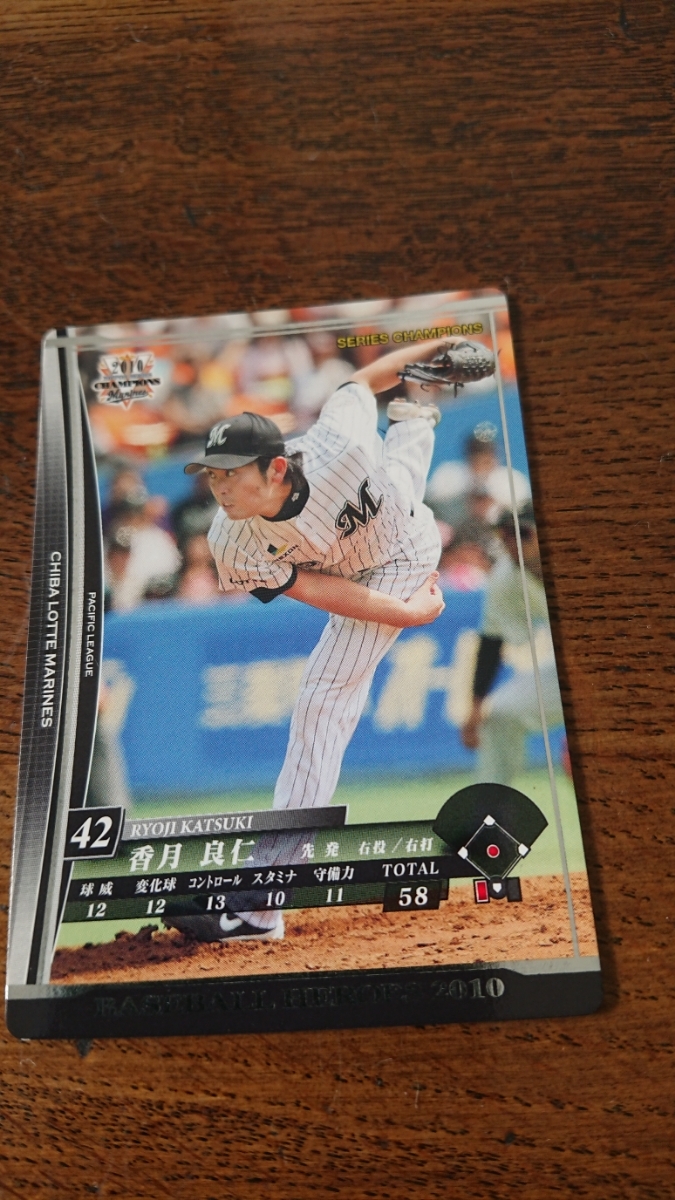 SERIES CHAMPIONS
2010
CHAMPIONS
Marines
M
M
CHIBA LOTTE MARINES
PACIFIC LEAGUE
42
RYOJI KATSUKI
香月 良仁 先発 右投/右打
球威 変化球 コントロール スタミナ 守備力 TOTAL
12 12 13 10 11 58
BASEBALL HEROES 2010